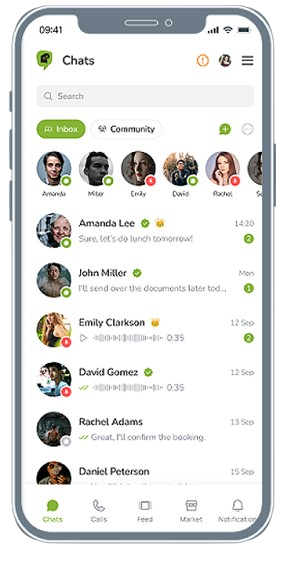 09:41
Chats
Search
Inbox Community
Amanda Miller Emily David Rachel
Amanda Lee 14:20
Sure, let's do lunch tomorrow! 2
John Miller Mon
I'll send over the documents later tod... 1
Emily Clarkson 12 Sep
0:35 2
David Gomez 12 Sep
0:35
Rachel Adams 13 Sep
Great, I'll confirm the booking.
Daniel Peterson 15 Sep
Chats Calls Feed Market Notification